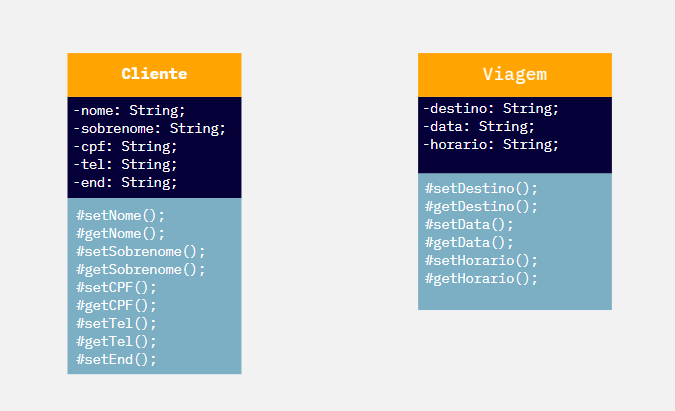 Cliente
-nome: String;
-sobrenome: String;
-cpf: String;
-tel: String;
-end: String;
#setNome();
#getNome();
#setSobrenome();
#getSobrenome();
#setCPF();
#getCPF();
#setTel();
#getTel();
#setEnd();
Viagem
-destino: String;
-data: String;
-horario: String;
#setDestino();
#getDestino();
#setData();
#getData();
#setHorario();
#getHorario();